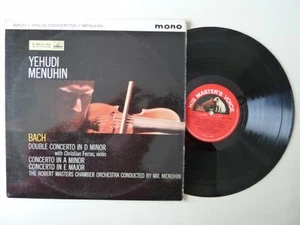 BACH VIOLIN CONCERTOS MENUHIN
mono
YEHUDI
MENUHIN
BACH
DOUBLE CONCERTO IN D MINOR
with Christian Ferras, violin
CONCERTO IN A MINOR
CONCERTO IN E MAJOR
THE ROBERT MASTERS CHAMBER ORCHESTRA CONDUCTED BY MR. MENUHIN
HIS MASTER'S VOICE